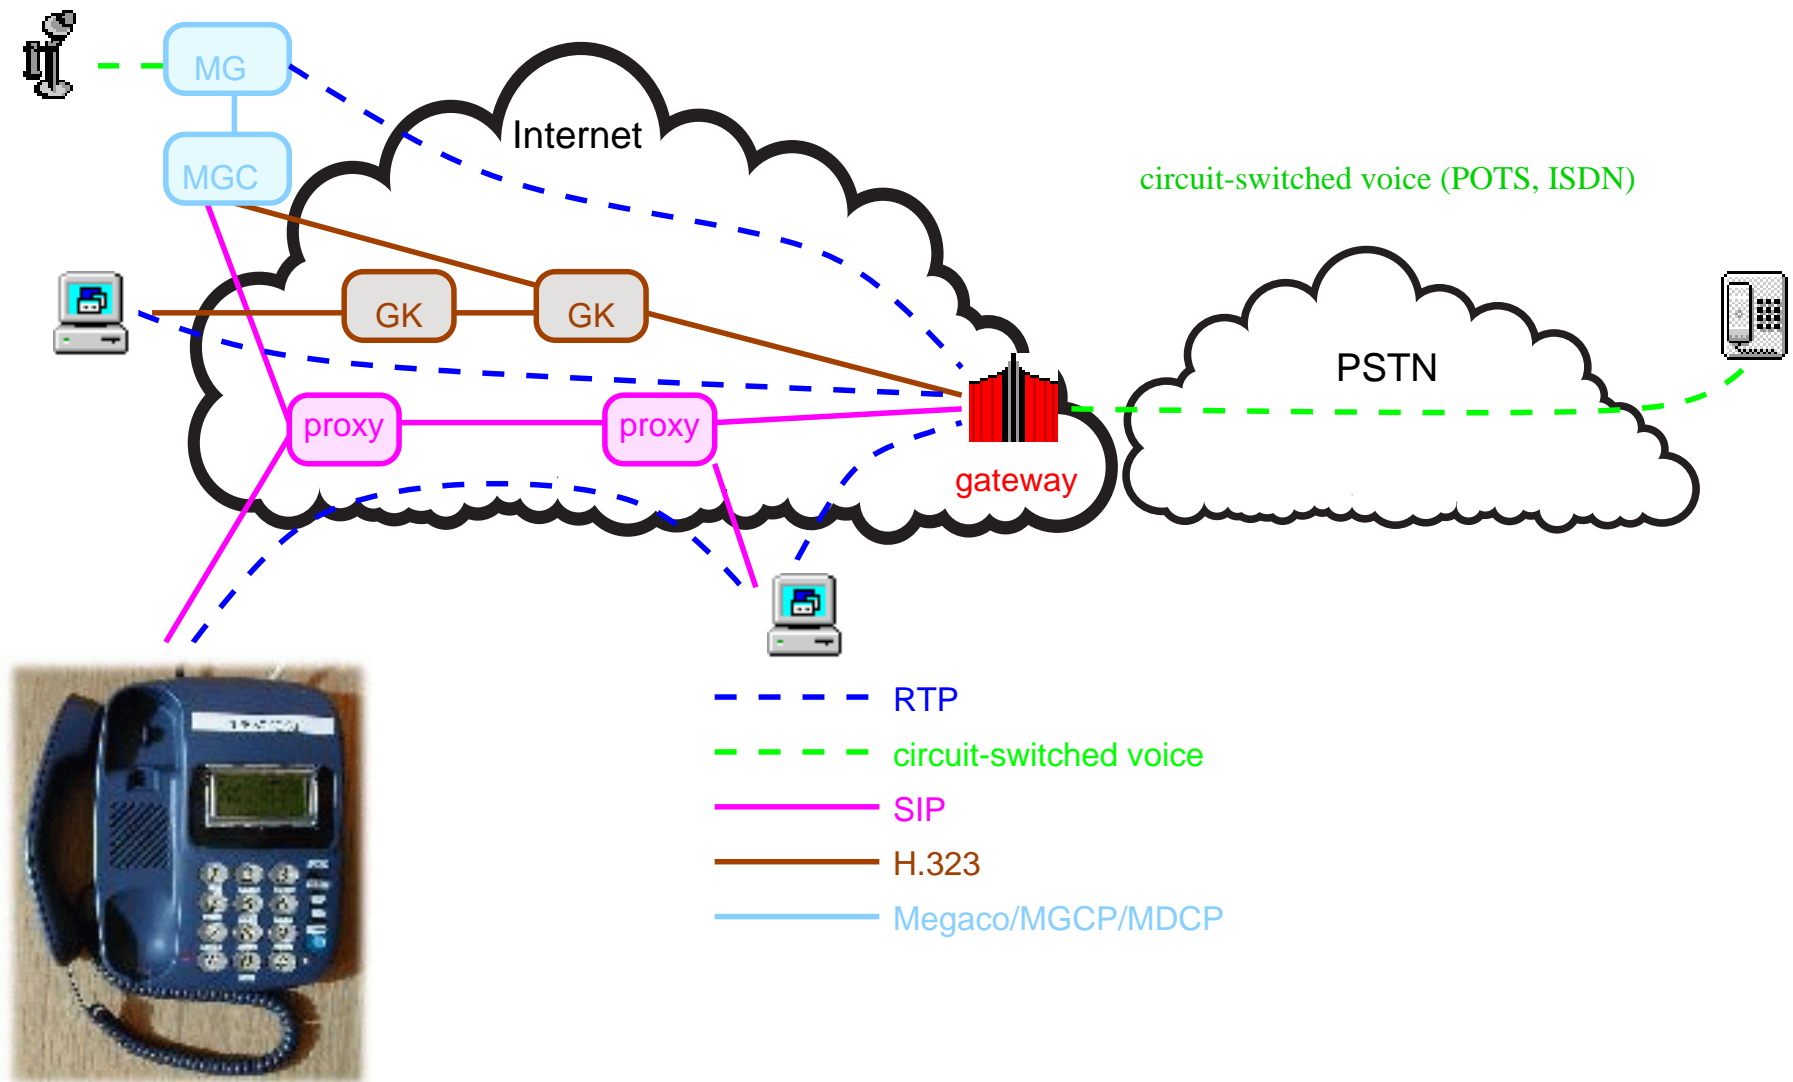 MG
Internet
MGC
circuit-switched voice (POTS, ISDN)
GK
GK
PSTN
proxy
proxy
gateway
RTP
circuit-switched voice
SIP
H.323
Megaco/MGCP/MDCP